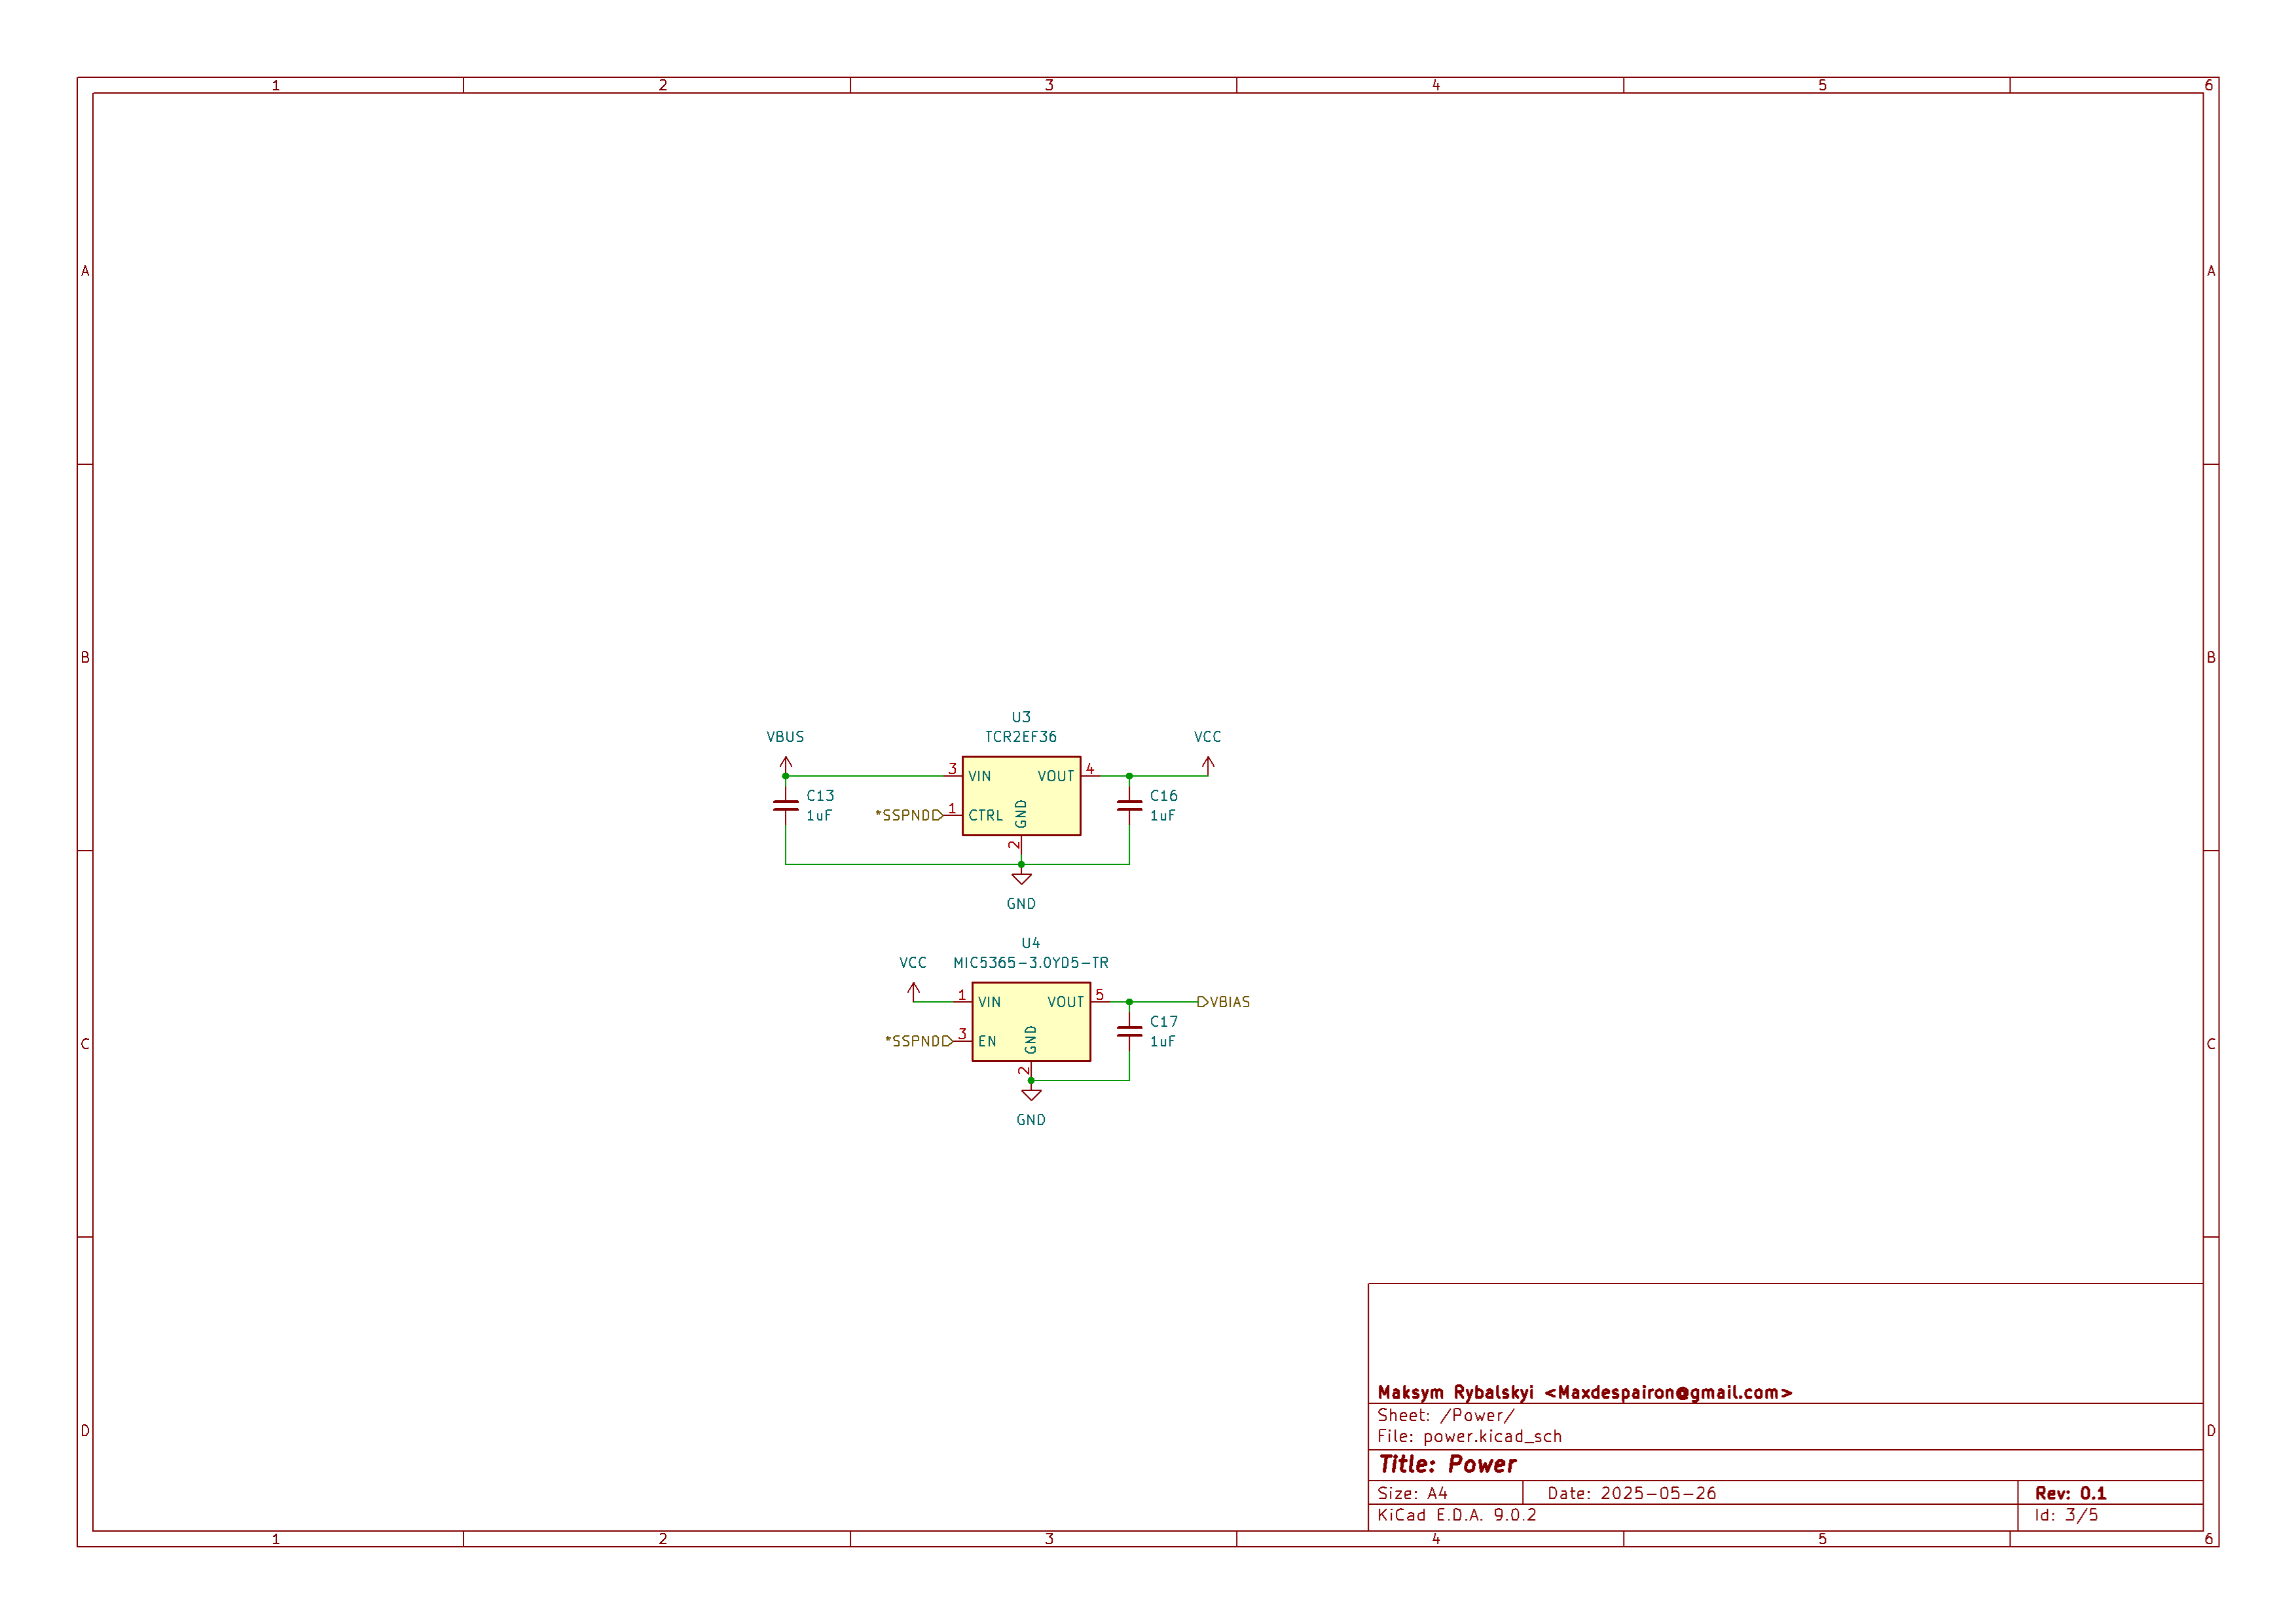 1 2 3 4 5 6
A A
B B
U3
VBUS TCR2EF36 VCC
3 VIN VOUT 4
C13 C16
*SSPND 1 CTRL GND
1uF 1uF
2
GND
U4
VCC MIC5365-3.0YD5-TR
1 VIN VOUT 5 VBIAS
C17
*SSPND 3 EN GND
1uF
C C
2
GND
Maksym Rybalskyi <Maxdespairon@gmail.com>
Sheet: /Power/
D D
File: power.kicad_sch
Title: Power
Size: A4 Date: 2025-05-26 Rev: 0.1
KiCad E.D.A. 9.0.2 Id: 3/5
1 2 3 4 5 6